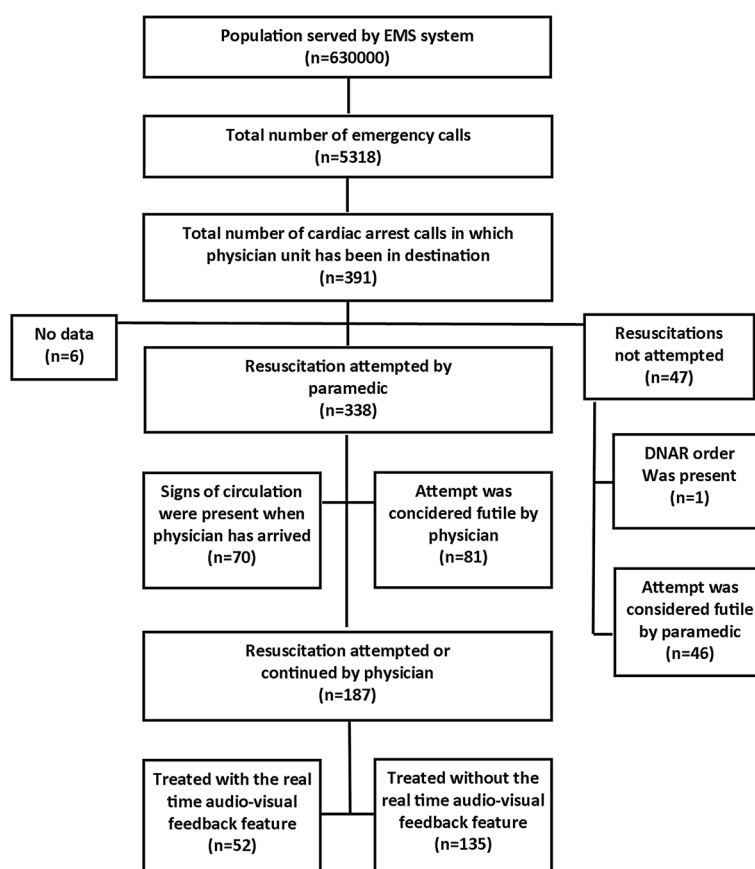 Population served by EMS system
(n=630000)
Total number of emergency calls
(n=5318)
Total number of cardiac arrest calls in which
physician unit has been in destination
(n=391)
No data
(n=6)
Resuscitations
not attempted
(n=47)
Resuscitation attempted by
paramedic
(n=338)
DNAR order
Was present
(n=1)
Signs of circulation
were present when
physician has arrived
(n=70)
Attempt was
concidered futile by
physician
(n=81)
Attempt was
considered futile
by paramedic
(n=46)
Resuscitation attempted or
continued by physician
(n=187)
Treated with the real
time audio-visual
feedback feature
(n=52)
Treated without the
real time audio-visual
feedback feature
(n=135)